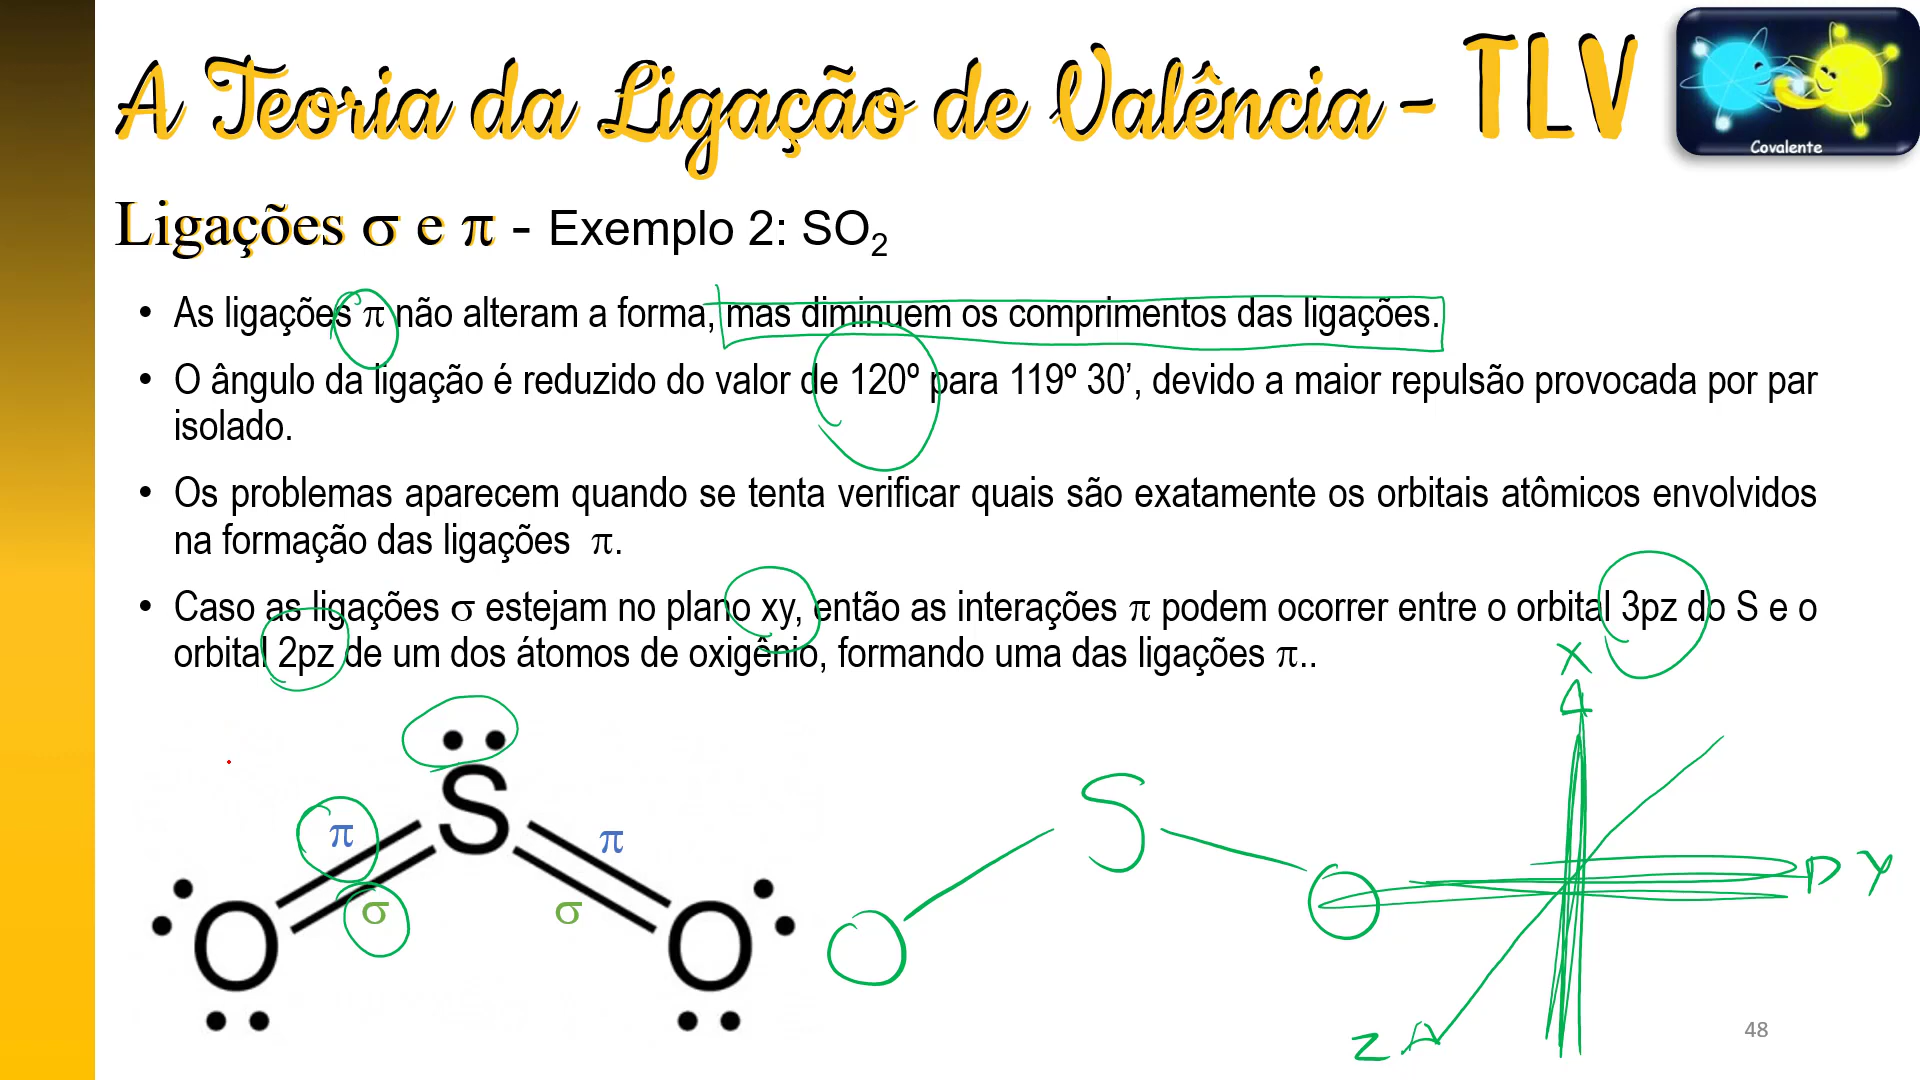 A Teoria da Ligação de Valência - TLV
Covalente
Ligações σ e π - Exemplo 2: SO₂
• As ligações π não alteram a forma, mas diminuem os comprimentos das ligações.
• O ângulo da ligação é reduzido do valor de 120º para 119º 30’, devido a maior repulsão provocada por par
isolado.
• Os problemas aparecem quando se tenta verificar quais são exatamente os orbitais atômicos envolvidos
na formação das ligações π.
• Caso as ligações σ estejam no plano xy, então as interações π podem ocorrer entre o orbital 3pz do S e o
orbital 2pz de um dos átomos de oxigênio, formando uma das ligações π..
X
S
S
π
π
Y
σ
σ
O
O
O
O
Z
48